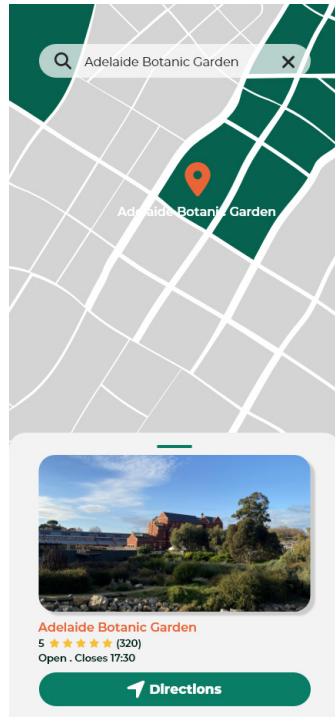 Adelaide Botanic Garden
Adelaide Botanic Garden
Adelaide Botanic Garden
5 (320)
Open . Closes 17:30
Directions